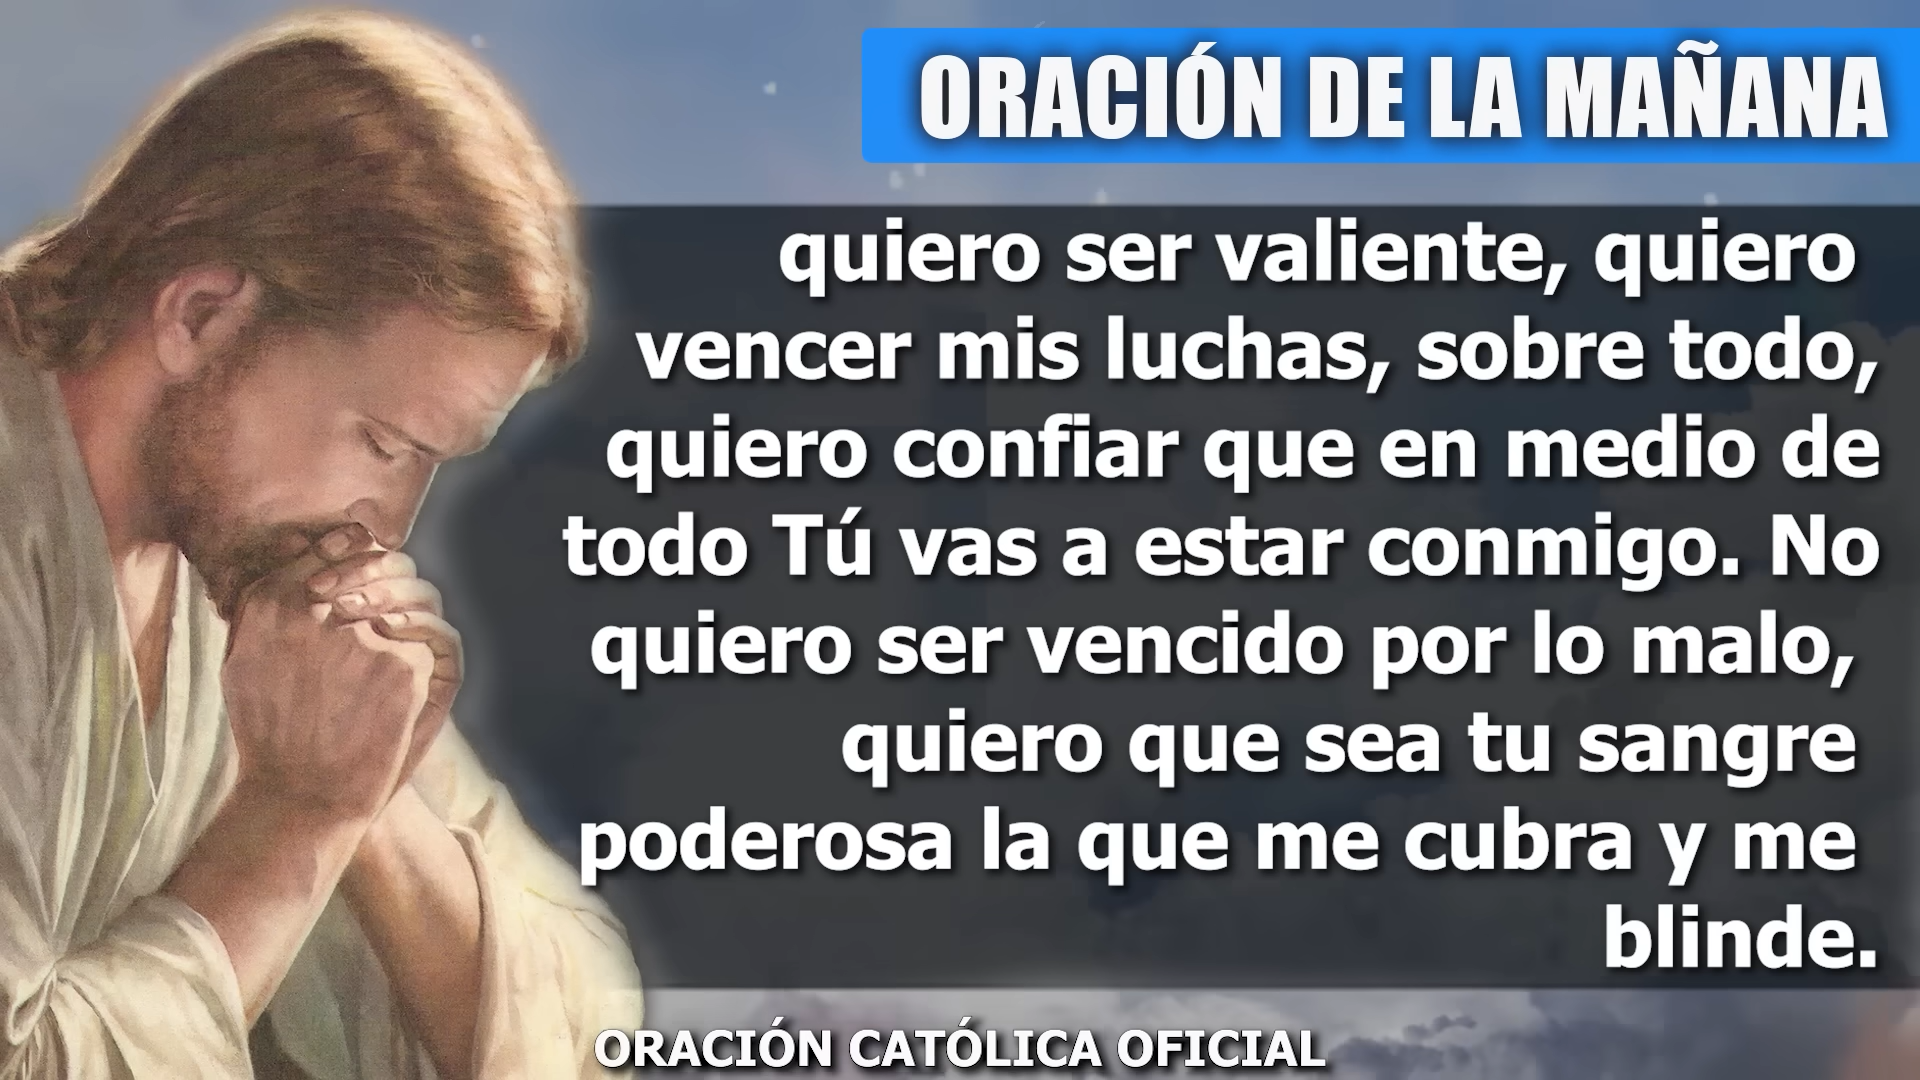 ORACIÓN DE LA MAÑANA
quiero ser valiente, quiero
vencer mis luchas, sobre todo,
quiero confiar que en medio de
todo Tú vas a estar conmigo. No
quiero ser vencido por lo malo,
quiero que sea tu sangre
poderosa la que me cubra y me
blinde.
ORACIÓN CATÓLICA OFICIAL